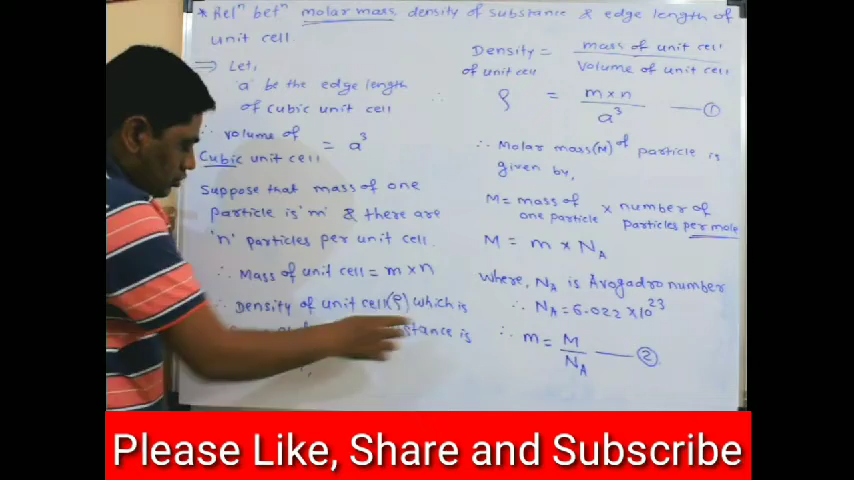 * Relⁿ betⁿ molar mass density of substance & edge length of
unit cell.
⇒ Let,
'a' be the edge length
of cubic unit cell
∴ volume of
Cubic unit cell = a³
Suppose that mass of one
particle is 'm' & there are
'n' particles per unit cell.
∴ Mass of unit cell = m×n
∴ Density of unit cell (ρ) which is
stance is
Density of unit cell = mass of unit cell / volume of unit cell
∴ ρ = m×n / a³ —— ①
∴ Molar mass(M) of particle is
given by,
M = mass of one particle × number of particles per mole
M = m × N_A
Where, N_A is Avogadro number
∴ N_A = 6.022 ×10²³
∴ m = M / N_A —— ②
Please Like, Share and Subscribe